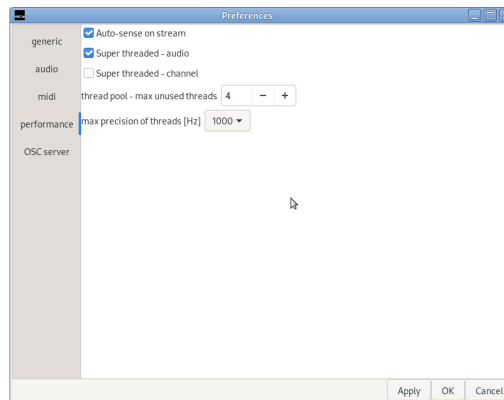 Preferences
generic
audio
midi
performance
OSC server
Auto-sense on stream
Super threaded - audio
Super threaded - channel
thread pool - max unused threads 4 − +
max precision of threads [Hz] 1000
Apply OK Cancel